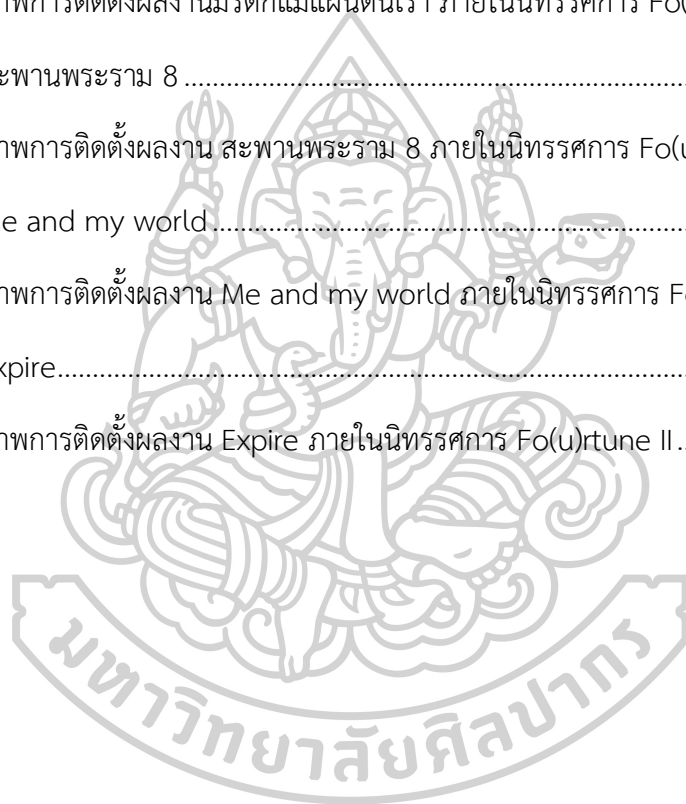 าพการติดตั้งผลงานมรดกแม่แผ่นดินเรา ภายในนิทรรศการ Fo(
ะพานพระราม 8
าพการติดตั้งผลงาน สะพานพระราม 8 ภายในนิทรรศการ Fo(u
e and my world
าพการติดตั้งผลงาน Me and my world ภายในนิทรรศการ F
xpire
าพการติดตั้งผลงาน Expire ภายในนิทรรศการ Fo(u)rtune II
มหาวิทยาลัยศิลปากร